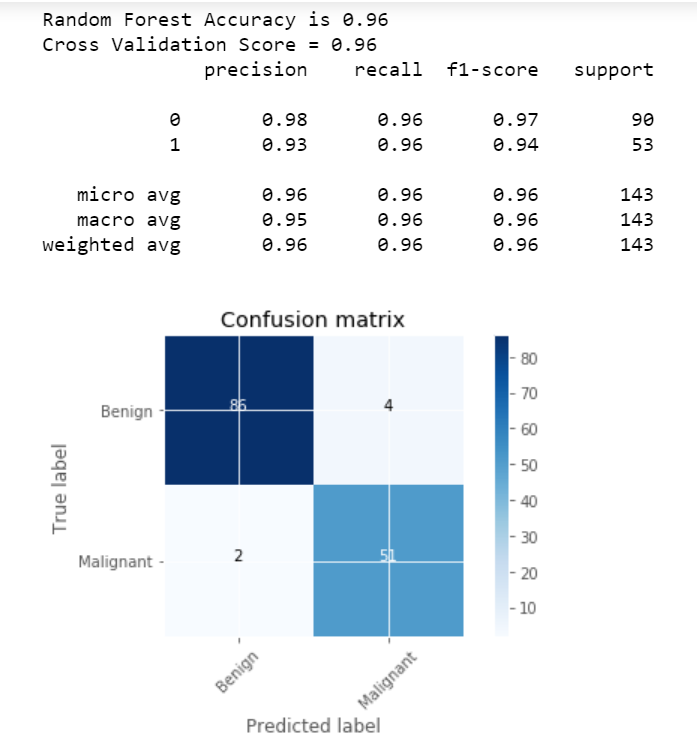 Random Forest Accuracy is 0.96
Cross Validation Score = 0.96
precision recall f1-score support
0 0.98 0.96 0.97 90
1 0.93 0.96 0.94 53
micro avg 0.96 0.96 0.96 143
macro avg 0.95 0.96 0.96 143
weighted avg 0.96 0.96 0.96 143
Confusion matrix
80
70
60
50
40
30
20
10
True label
Benign 86 4
Malignant 2 51
Benign Malignant
Predicted label